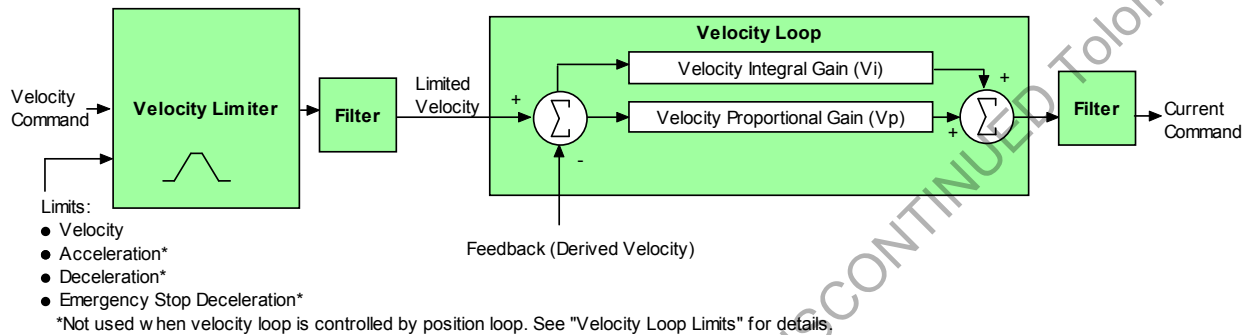 Velocity Loop
Velocity Integral Gain (Vi)
+
Velocity Command
Velocity Limiter
Filter
Limited Velocity
+
Σ
Velocity Proportional Gain (Vp)
+
Σ
Filter
Current Command
-
Feedback (Derived Velocity)
Limits:
● Velocity
● Acceleration*
● Deceleration*
● Emergency Stop Deceleration*
*Not used when velocity loop is controlled by position loop. See "Velocity Loop Limits" for details.
DISCONTINUED